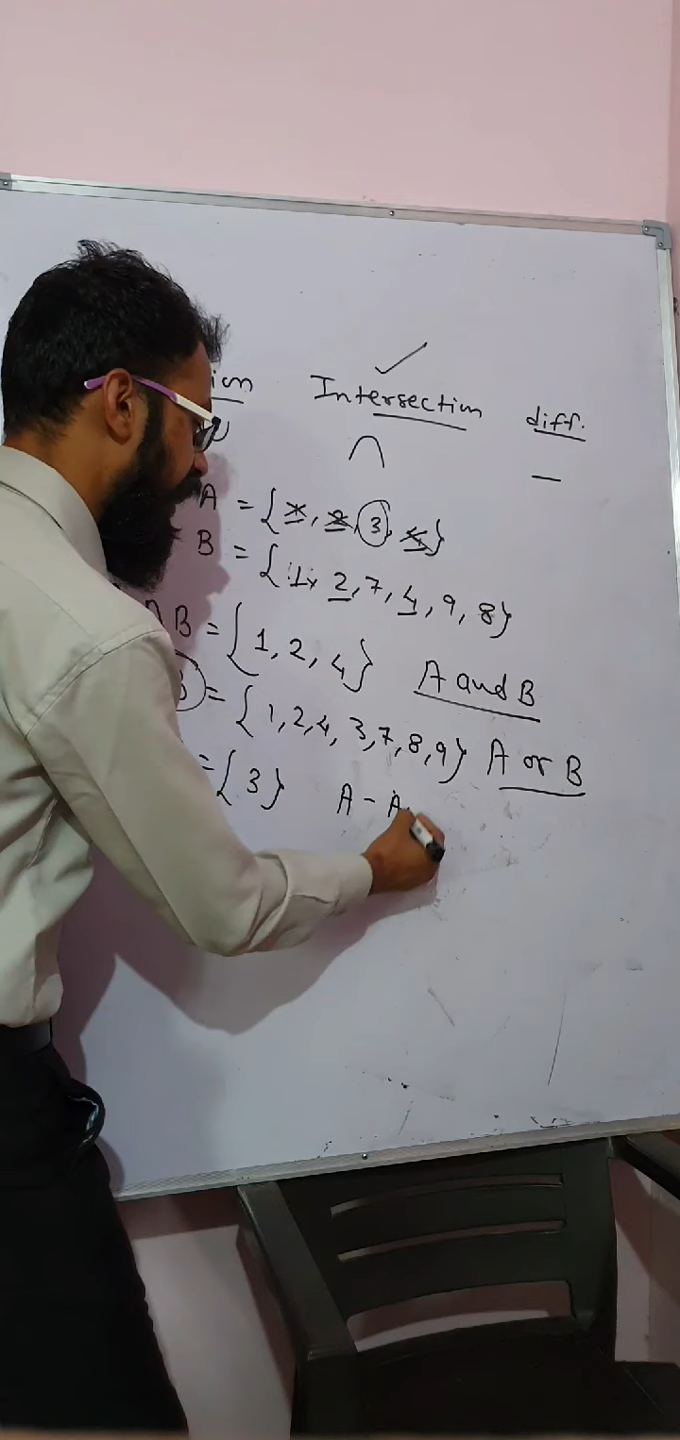 ion Intersection diff.
∪ ∩ —
A = {1, 2, 3, 4}
B = {1, 2, 7, 4, 9, 8}
∩ B = {1, 2, 4} A and B
B = {1, 2, 4, 3, 7, 8, 9} A or B
= {3} A - A